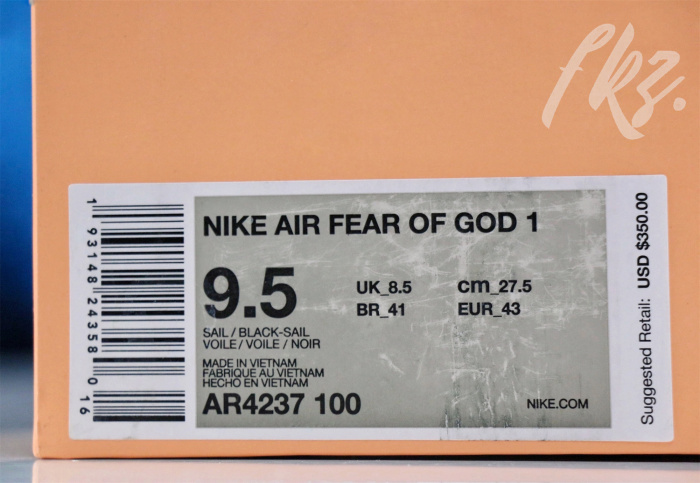 fkz.
NIKE AIR FEAR OF GOD 1
9.5
UK_8.5 cm_27.5
BR_41 EUR_43
SAIL / BLACK-SAIL
VOILE / VOILE / NOIR
MADE IN VIETNAM
FABRIQUE AU VIETNAM
HECHO EN VIETNAM
AR4237 100
NIKE.COM
1 93148 24358 0 16
Suggested Retail: USD $350.00